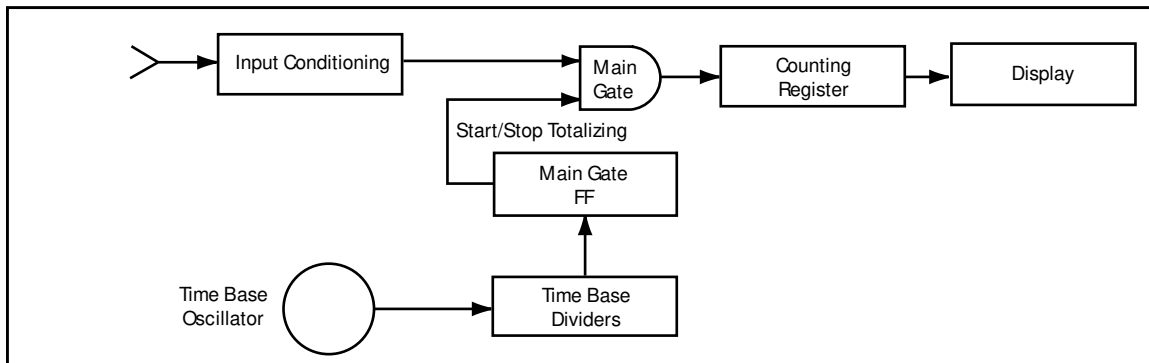 Input Conditioning
Main
Gate
Counting
Register
Display
Start/Stop Totalizing
Main Gate
FF
Time Base
Oscillator
Time Base
Dividers